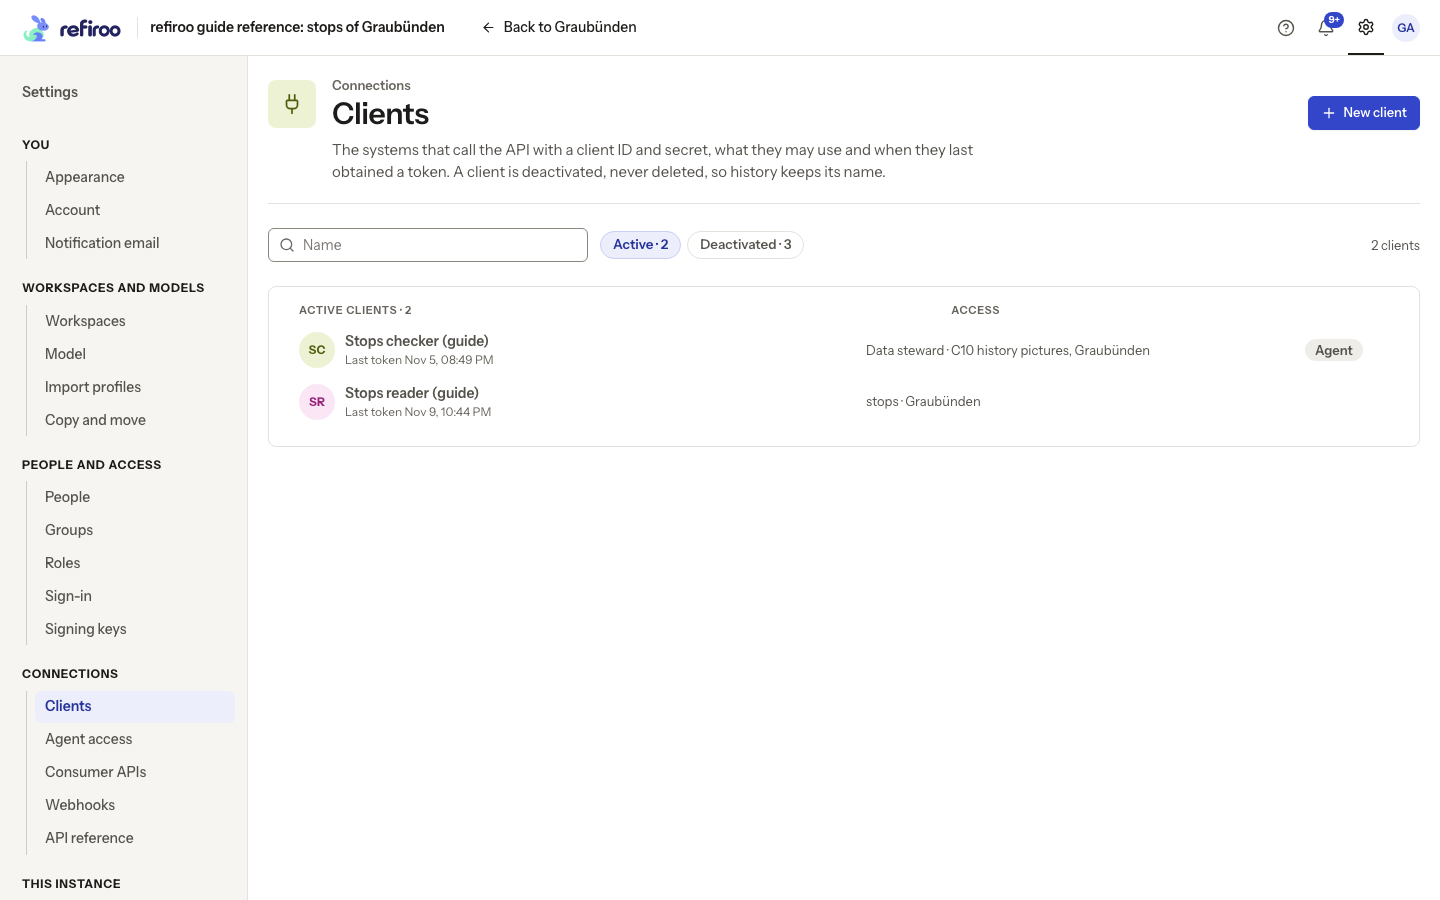 refiroo
refiroo guide reference: stops of Graubünden
← Back to Graubünden
9+
GA
Settings
YOU
Appearance
Account
Notification email
WORKSPACES AND MODELS
Workspaces
Model
Import profiles
Copy and move
PEOPLE AND ACCESS
People
Groups
Roles
Sign-in
Signing keys
CONNECTIONS
Clients
Agent access
Consumer APIs
Webhooks
API reference
THIS INSTANCE
Connections
Clients
The systems that call the API with a client ID and secret, what they may use and when they last
obtained a token. A client is deactivated, never deleted, so history keeps its name.
+ New client
Name
Active · 2
Deactivated · 3
2 clients
ACTIVE CLIENTS · 2
ACCESS
SC
Stops checker (guide)
Last token Nov 5, 08:49 PM
Data steward · C10 history pictures, Graubünden
Agent
SR
Stops reader (guide)
Last token Nov 9, 10:44 PM
stops · Graubünden